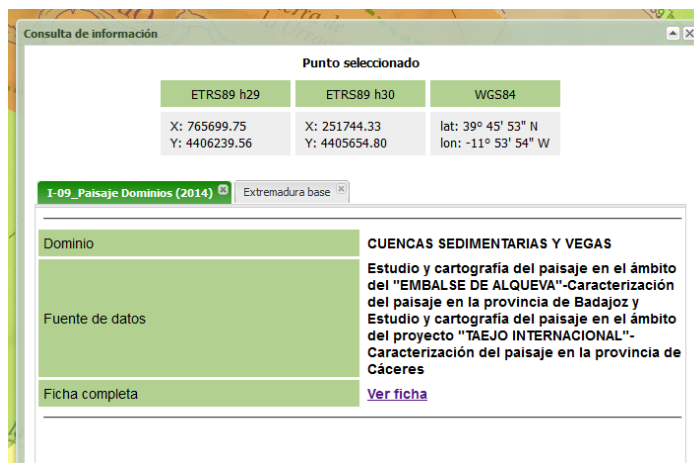 Consulta de información
Punto seleccionado
ETRS89 h29 ETRS89 h30 WGS84
X: 765699.75 X: 251744.33 lat: 39º 45' 53" N
Y: 4406239.56 Y: 4405654.80 lon: -11º 53' 54" W
I-09_Paisaje Dominios (2014) Extremadura base
Dominio CUENCAS SEDIMENTARIAS Y VEGAS
Estudio y cartografía del paisaje en el ámbito
del "EMBALSE DE ALQUEVA"-Caracterización
del paisaje en la provincia de Badajoz y
Fuente de datos Estudio y cartografía del paisaje en el ámbito
del proyecto "TAEJO INTERNACIONAL"-
Caracterización del paisaje en la provincia de
Cáceres
Ficha completa Ver ficha